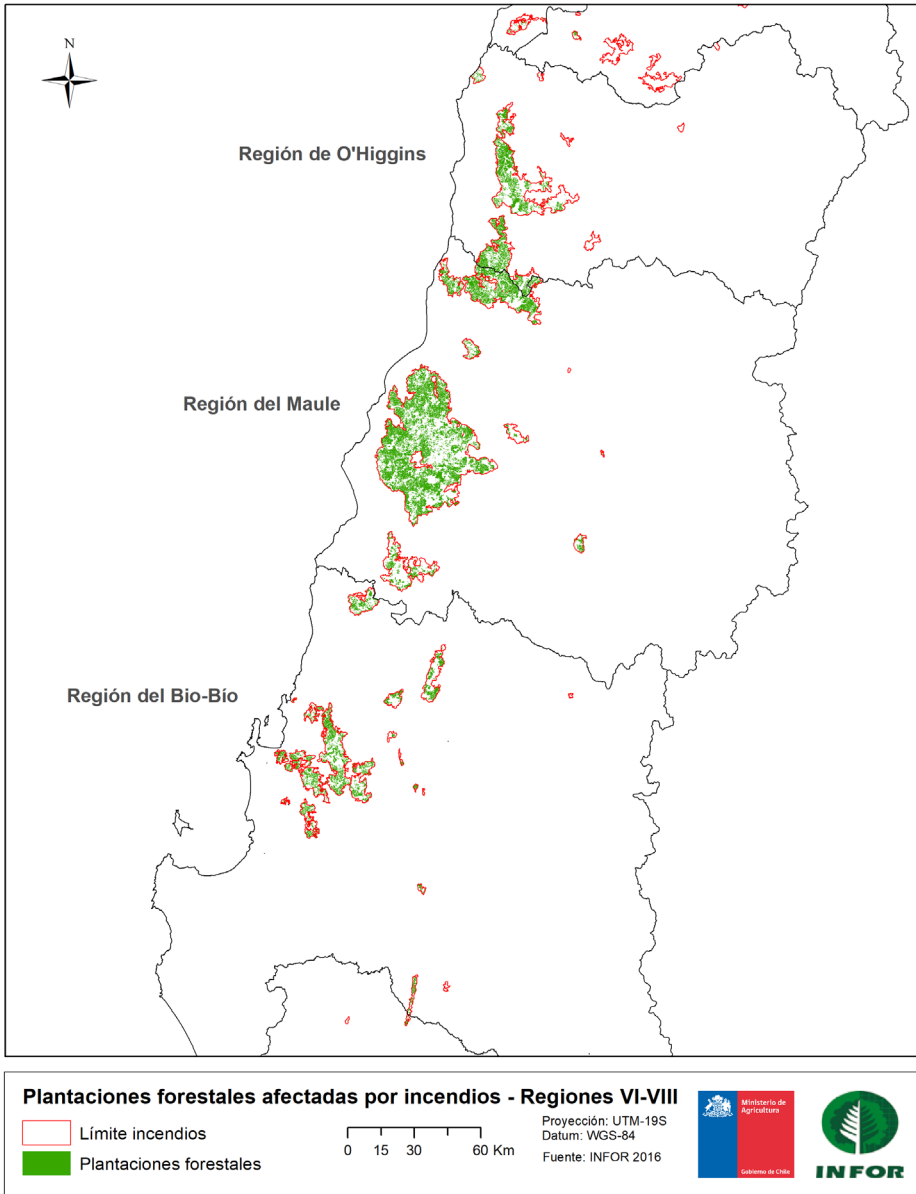 N
Región de O'Higgins
Región del Maule
Región del Bio-Bío
Plantaciones forestales afectadas por incendios - Regiones VI-VIII
Límite incendios
Plantaciones forestales
0 15 30 60 Km
Proyección: UTM-19S
Datum: WGS-84
Fuente: INFOR 2016
Ministerio de
Agricultura
Gobierno de Chile
INFOR